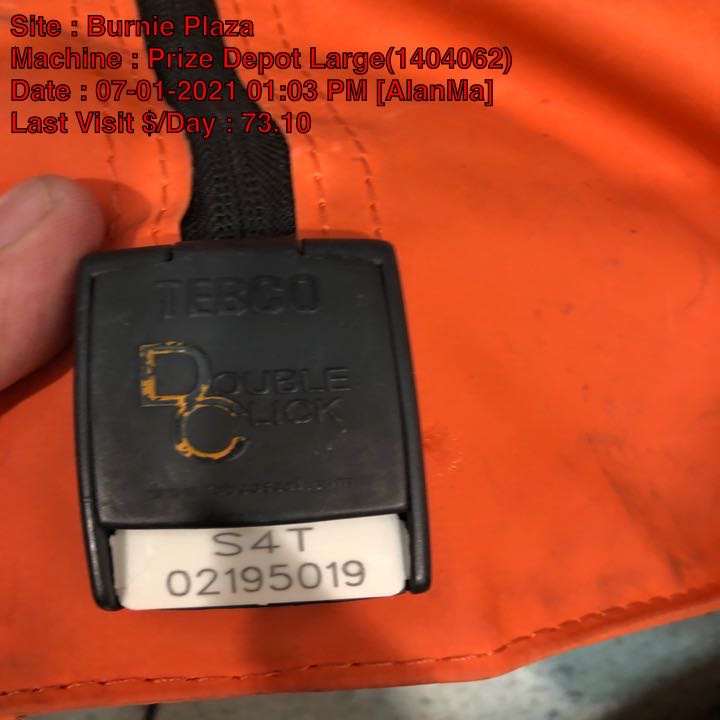 Site : Burnie Plaza
Machine : Prize Depot Large(1404062)
Date : 07-01-2021 01:03 PM [AlanMa]
Last Visit $/Day : 73.10
TEBCO
DOUBLE
CLICK
S4T
02195019